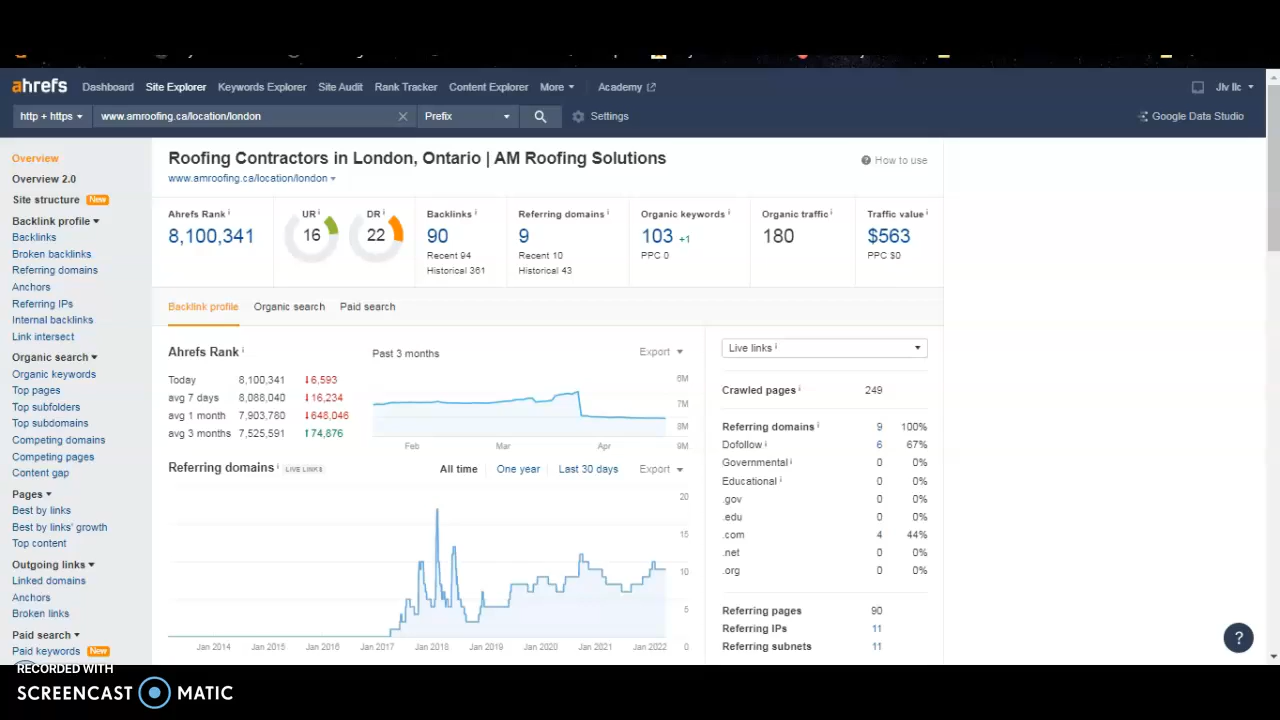 ahrefs Dashboard Site Explorer Keywords Explorer Site Audit Rank Tracker Content Explorer More Academy Jlv llc
http + https www.amroofing.ca/location/london Prefix Settings Google Data Studio
Overview
Overview 2.0
Site structure New
Backlink profile
Backlinks
Broken backlinks
Referring domains
Anchors
Referring IPs
Internal backlinks
Link intersect
Organic search
Organic keywords
Top pages
Top subfolders
Top subdomains
Competing domains
Competing pages
Content gap
Pages
Best by links
Best by links' growth
Top content
Outgoing links
Linked domains
Anchors
Broken links
Paid search
Paid keywords New
Roofing Contractors in London, Ontario | AM Roofing Solutions
How to use
www.amroofing.ca/location/london
Ahrefs Rank i
8,100,341
UR i
16
DR i
22
Backlinks i
90
Recent 94
Historical 361
Referring domains i
9
Recent 10
Historical 43
Organic keywords i
103 +1
PPC 0
Organic traffic i
180
Traffic value i
$563
PPC $0
Backlink profile Organic search Paid search
Ahrefs Rank i
Past 3 months
Export
Today 8,100,341 ↓6,593
avg 7 days 8,088,040 ↓16,234
avg 1 month 7,903,780 ↓648,046
avg 3 months 7,525,591 ↑74,876
6M
7M
8M
9M
Feb Mar Apr
Referring domains i LIVE LINKS
All time One year Last 30 days Export
20
15
10
5
0
Jan 2014 Jan 2015 Jan 2016 Jan 2017 Jan 2018 Jan 2019 Jan 2020 Jan 2021 Jan 2022
Live links i
Crawled pages i 249
Referring domains i 9 100%
Dofollow i 6 67%
Governmental i 0 0%
Educational i 0 0%
.gov 0 0%
.edu 0 0%
.com 4 44%
.net 0 0%
.org 0 0%
Referring pages 90
Referring IPs 11
Referring subnets 11
?
RECORDED WITH
SCREENCAST MATIC